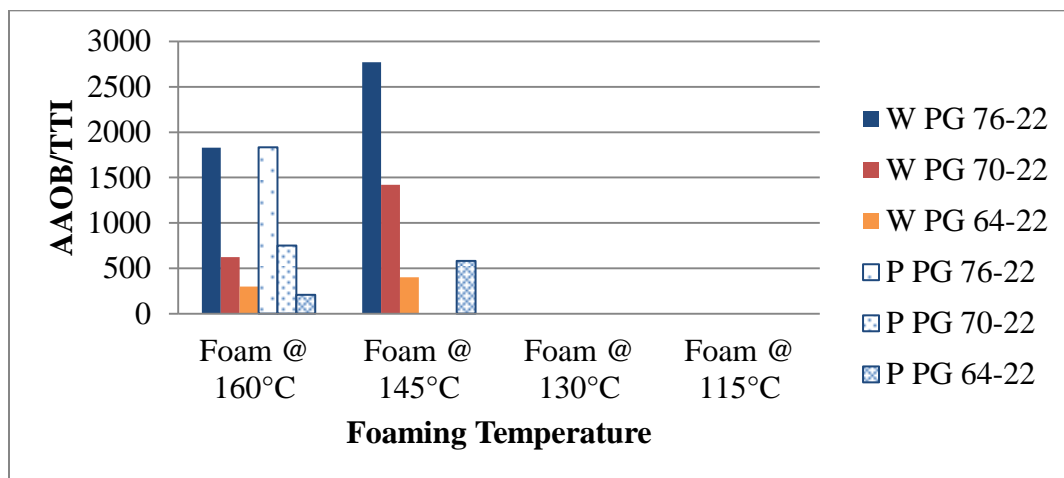 AAOB/TTI
3000
2500
2000
1500
1000
500
0
Foam @ 160°C
Foam @ 145°C
Foam @ 130°C
Foam @ 115°C
Foaming Temperature
W PG 76-22
W PG 70-22
W PG 64-22
P PG 76-22
P PG 70-22
P PG 64-22